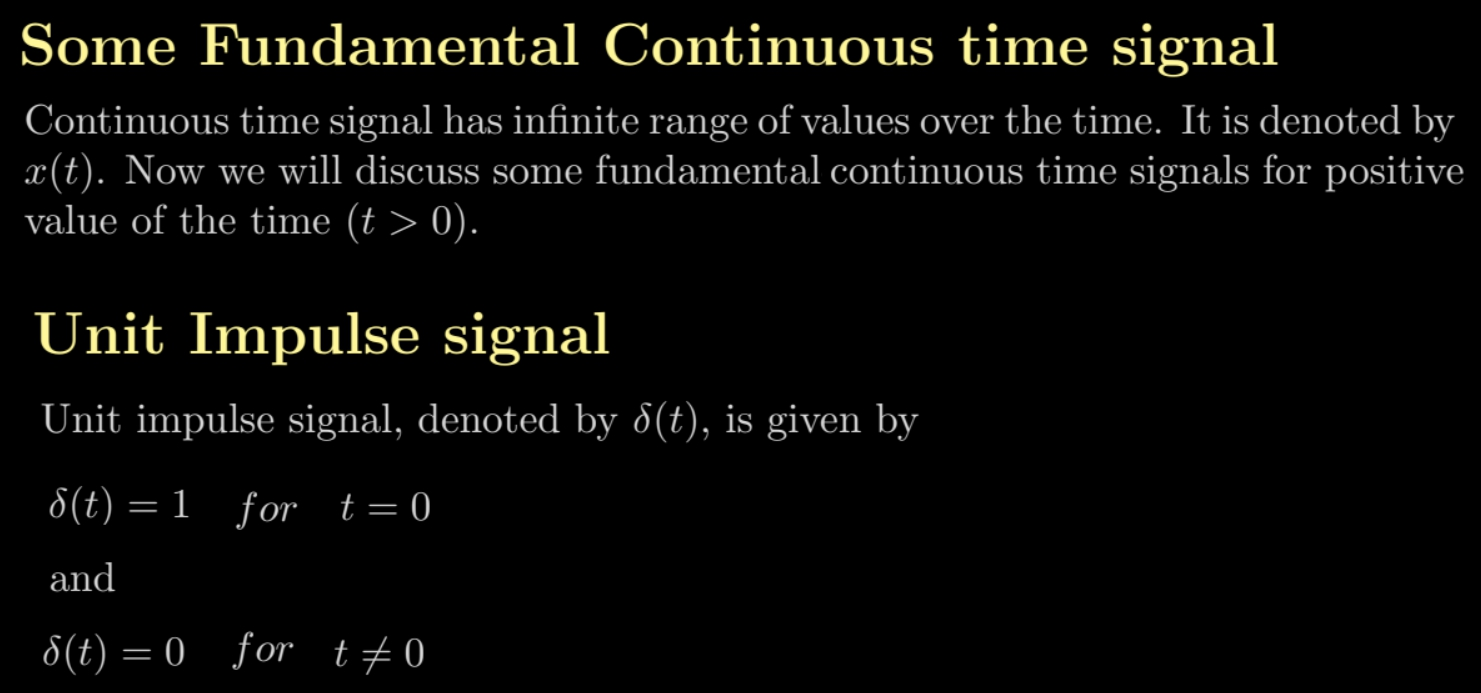 Some Fundamental Continuous time signal
Continuous time signal has infinite range of values over the time. It is denoted by
x(t). Now we will discuss some fundamental continuous time signals for positive
value of the time (t > 0).
Unit Impulse signal
Unit impulse signal, denoted by δ(t), is given by
δ(t) = 1 for t = 0
and
δ(t) = 0 for t ≠ 0